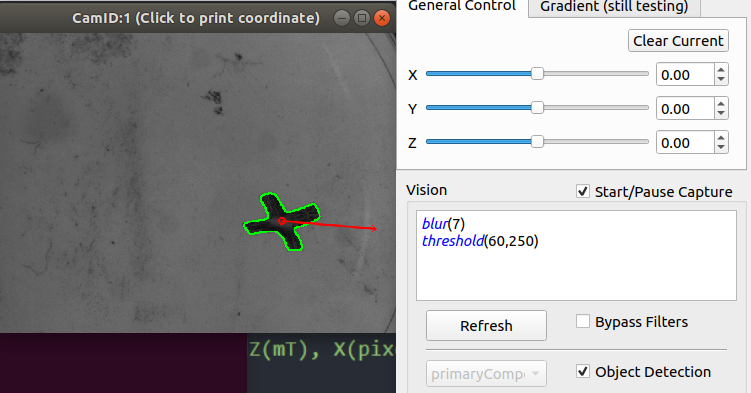 CamID:1 (Click to print coordinate)
General Control
Gradient (still testing)
Clear Current
X
0.00
Y
0.00
Z
0.00
Vision
Start/Pause Capture
blur(7)
threshold(60,250)
Refresh
Bypass Filters
Z(mT), X(pix
primaryCompo
Object Detection